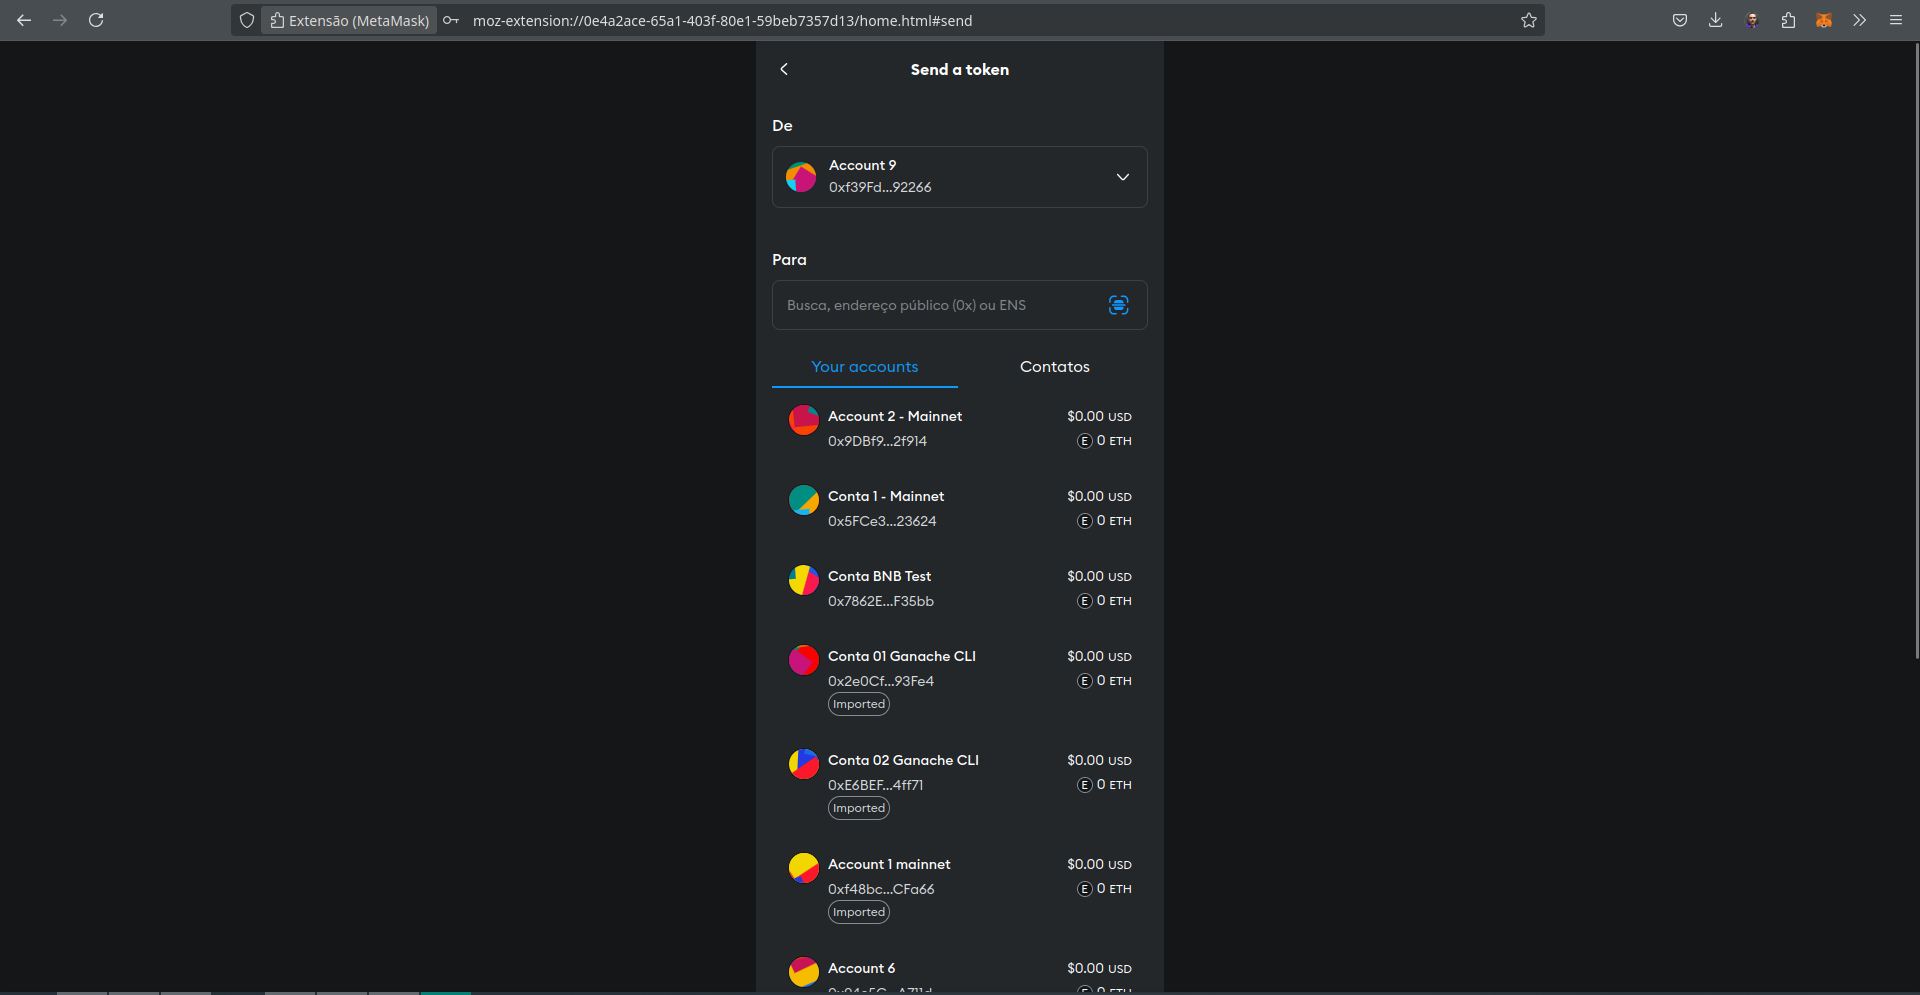 Extensão (MetaMask)
moz-extension://0e4a2ace-65a1-403f-80e1-59beb7357d13/home.html#send
Send a token
De
Account 9
0xf39Fd...92266
Para
Busca, endereço público (0x) ou ENS
Your accounts Contatos
Account 2 - Mainnet $0.00 USD
0x9DBf9...2f914 E 0 ETH
Conta 1 - Mainnet $0.00 USD
0x5FCe3...23624 E 0 ETH
Conta BNB Test $0.00 USD
0x7862E...F35bb E 0 ETH
Conta 01 Ganache CLI $0.00 USD
0x2e0Cf...93Fe4 E 0 ETH
Imported
Conta 02 Ganache CLI $0.00 USD
0xE6BEF...4ff71 E 0 ETH
Imported
Account 1 mainnet $0.00 USD
0xf48bc...CFa66 E 0 ETH
Imported
Account 6 $0.00 USD
E 0 ETH